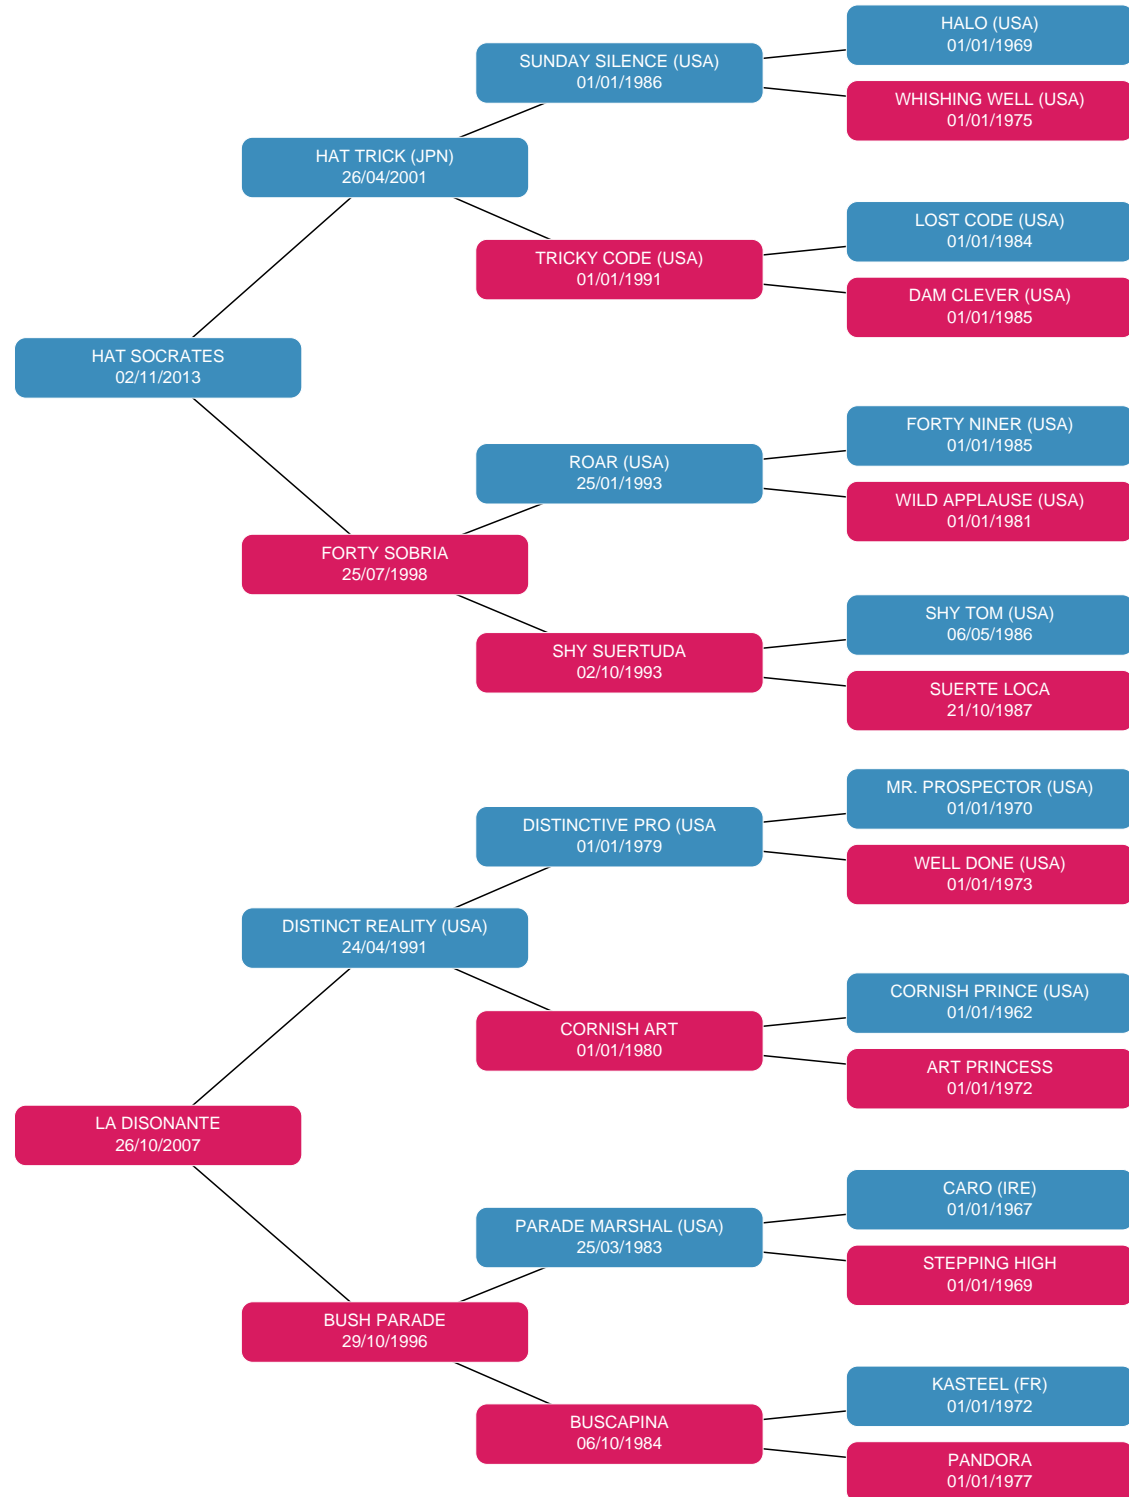 HALO (USA)
01/01/1969
SUNDAY SILENCE (USA)
01/01/1986
WHISHING WELL (USA)
01/01/1975
HAT TRICK (JPN)
26/04/2001
LOST CODE (USA)
01/01/1984
TRICKY CODE (USA)
01/01/1991
DAM CLEVER (USA)
01/01/1985
HAT SOCRATES
02/11/2013
FORTY NINER (USA)
01/01/1985
ROAR (USA)
25/01/1993
WILD APPLAUSE (USA)
01/01/1981
FORTY SOBRIA
25/07/1998
SHY TOM (USA)
06/05/1986
SHY SUERTUDA
02/10/1993
SUERTE LOCA
21/10/1987
MR. PROSPECTOR (USA)
01/01/1970
DISTINCTIVE PRO (USA
01/01/1979
WELL DONE (USA)
01/01/1973
DISTINCT REALITY (USA)
24/04/1991
CORNISH PRINCE (USA)
01/01/1962
CORNISH ART
01/01/1980
ART PRINCESS
01/01/1972
LA DISONANTE
26/10/2007
CARO (IRE)
01/01/1967
PARADE MARSHAL (USA)
25/03/1983
STEPPING HIGH
01/01/1969
BUSH PARADE
29/10/1996
KASTEEL (FR)
01/01/1972
BUSCAPINA
06/10/1984
PANDORA
01/01/1977